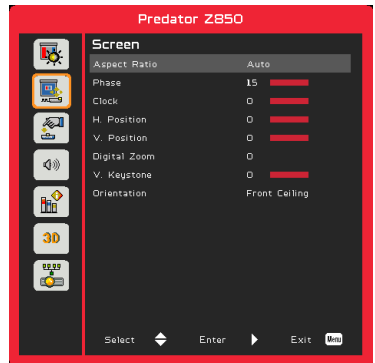 Predator Z850
Screen
Aspect Ratio Auto
Phase 15
Clock 0
H. Position 0
V. Position 0
Digital Zoom 0
V. Keystone 0
Orientation Front Ceiling
3D
Select Enter Exit Menu